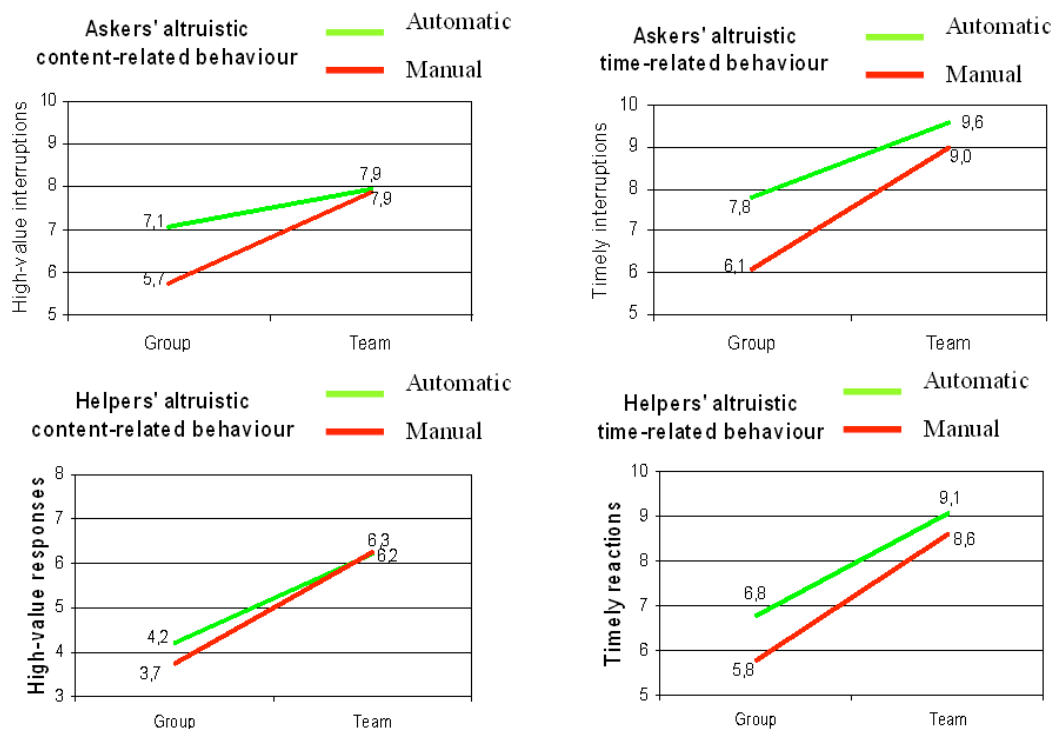 Askers' altruistic
content-related behaviour
Automatic
Manual
High-value interruptions
10
9
8
7
6
5
7,1
5,7
7,9
7,9
Group
Team
Askers' altruistic
time-related behaviour
Automatic
Manual
Timely interruptions
10
9
8
7
6
5
7,8
6,1
9,6
9,0
Group
Team
Helpers' altruistic
content-related behaviour
Automatic
Manual
High-value responses
8
7
6
5
4
3
4,2
3,7
6,3
6,2
Group
Team
Helpers' altruistic
time-related behaviour
Automatic
Manual
Timely reactions
10
9
8
7
6
5
6,8
5,8
9,1
8,6
Group
Team